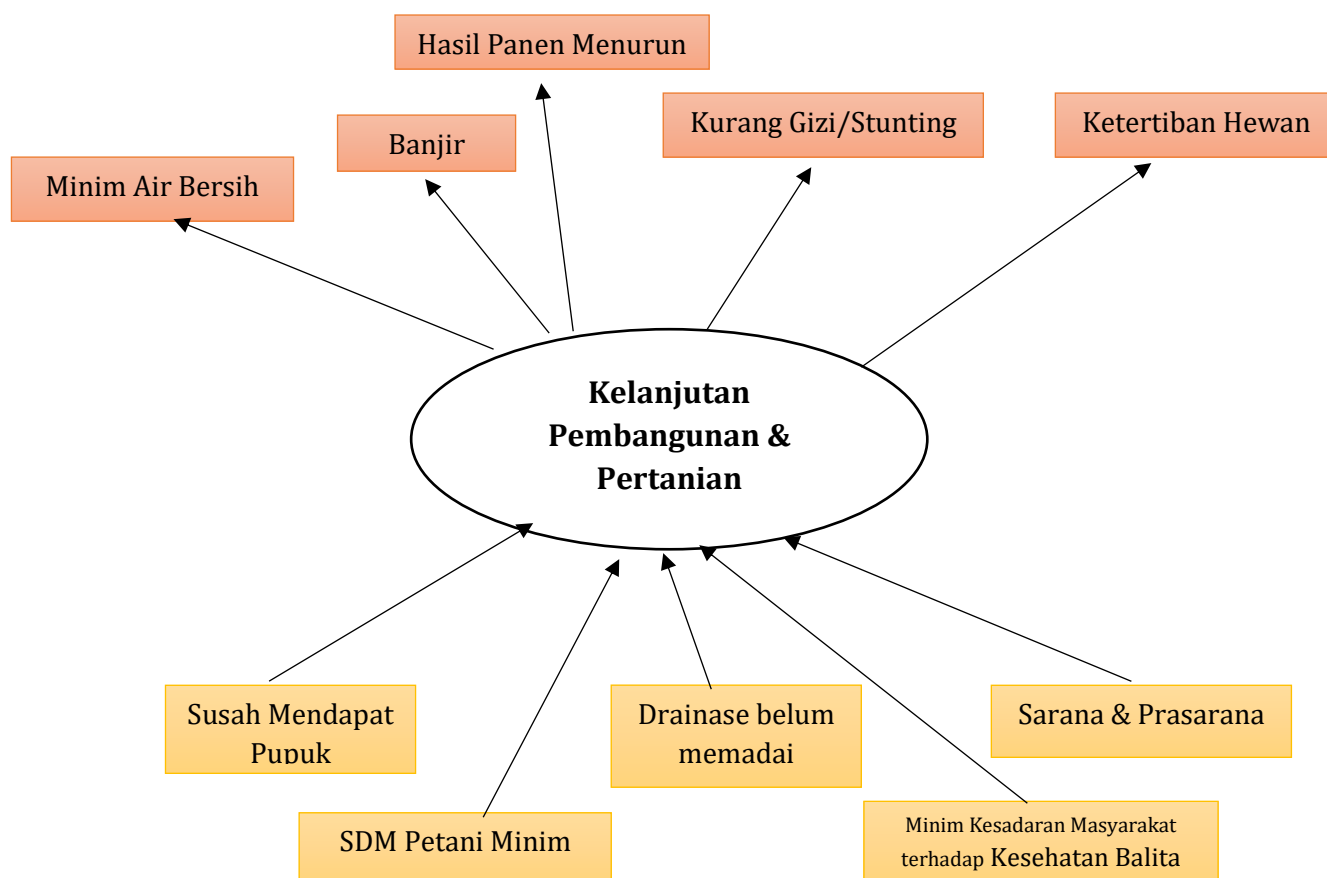 Hasil Panen Menurun
Kurang Gizi/Stunting
Ketertiban Hewan
Banjir
Minim Air Bersih
Kelanjutan
Pembangunan &
Pertanian
Susah Mendapat
Pupuk
Drainase belum
memadai
Sarana & Prasarana
SDM Petani Minim
Minim Kesadaran Masyarakat
terhadap Kesehatan Balita